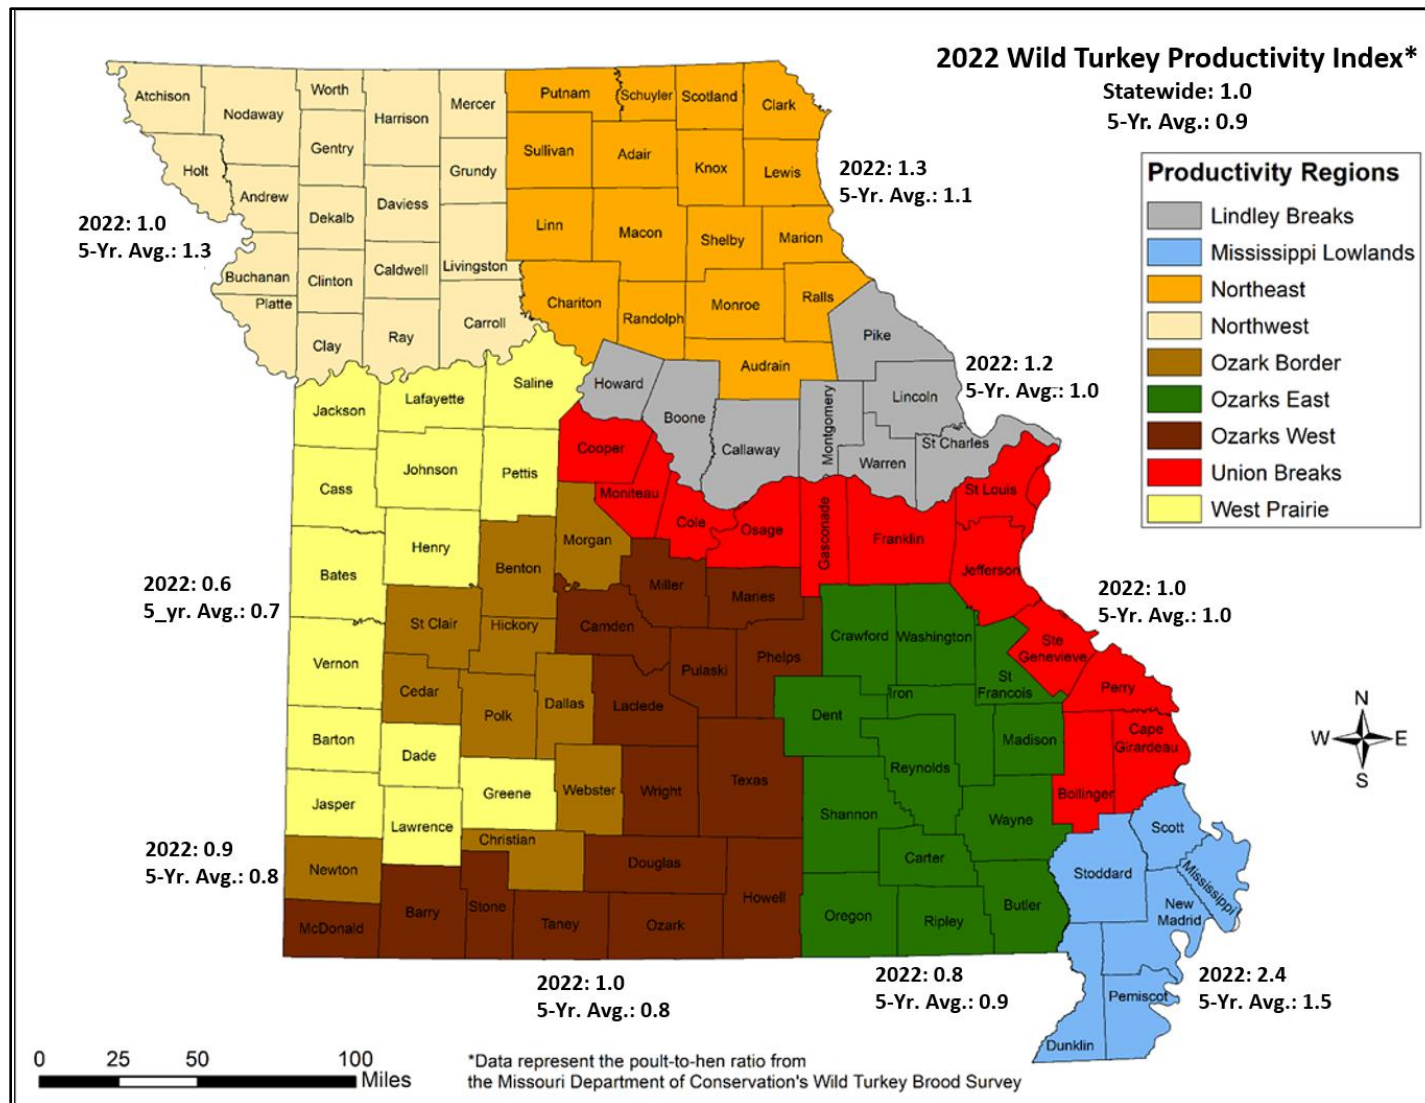 2022 Wild Turkey Productivity Index*
Statewide: 1.0
5-Yr. Avg.: 0.9
Productivity Regions
Lindley Breaks
Mississippi Lowlands
Northeast
Northwest
Ozark Border
Ozarks East
Ozarks West
Union Breaks
West Prairie
Atchison
Nodaway
Worth
Harrison
Mercer
Putnam
Schuyler
Scotland
Clark
Holt
Gentry
Grundy
Sullivan
Adair
Knox
Lewis
2022: 1.3
5-Yr. Avg.: 1.1
Andrew
Dekalb
Daviess
2022: 1.0
5-Yr. Avg.: 1.3
Linn
Macon
Shelby
Marion
Buchanan
Clinton
Caldwell
Livingston
Platte
Chariton
Randolph
Monroe
Ralls
Clay
Ray
Carroll
Audrain
Pike
2022: 1.2
5-Yr. Avg.: 1.0
Jackson
Lafayette
Saline
Howard
Boone
Callaway
Montgomery
Lincoln
Warren
St Charles
Cass
Johnson
Pettis
Cooper
Moniteau
Cole
Osage
Gasconade
Franklin
St Louis
Jefferson
Bates
Henry
Benton
Morgan
Miller
Maries
2022: 0.6
5_yr. Avg.: 0.7
2022: 1.0
5-Yr. Avg.: 1.0
Vernon
St Clair
Hickory
Camden
Pulaski
Phelps
Crawford
Washington
Ste
Genevieve
St
Francois
Perry
Cedar
Polk
Dallas
Laclede
Dent
Iron
Madison
Cape
Girardeau
Bollinger
Barton
Dade
Greene
Webster
Wright
Texas
Reynolds
Wayne
Shannon
Jasper
Lawrence
Christian
Douglas
Howell
Carter
Stoddard
Scott
Mississippi
New
Madrid
2022: 0.9
5-Yr. Avg.: 0.8
Newton
McDonald
Barry
Stone
Taney
Ozark
Oregon
Ripley
Butler
Pemiscot
Dunklin
2022: 1.0
5-Yr. Avg.: 0.8
2022: 0.8
5-Yr. Avg.: 0.9
2022: 2.4
5-Yr. Avg.: 1.5
N
W E
S
0 25 50 100
Miles
*Data represent the poult-to-hen ratio from
the Missouri Department of Conservation's Wild Turkey Brood Survey